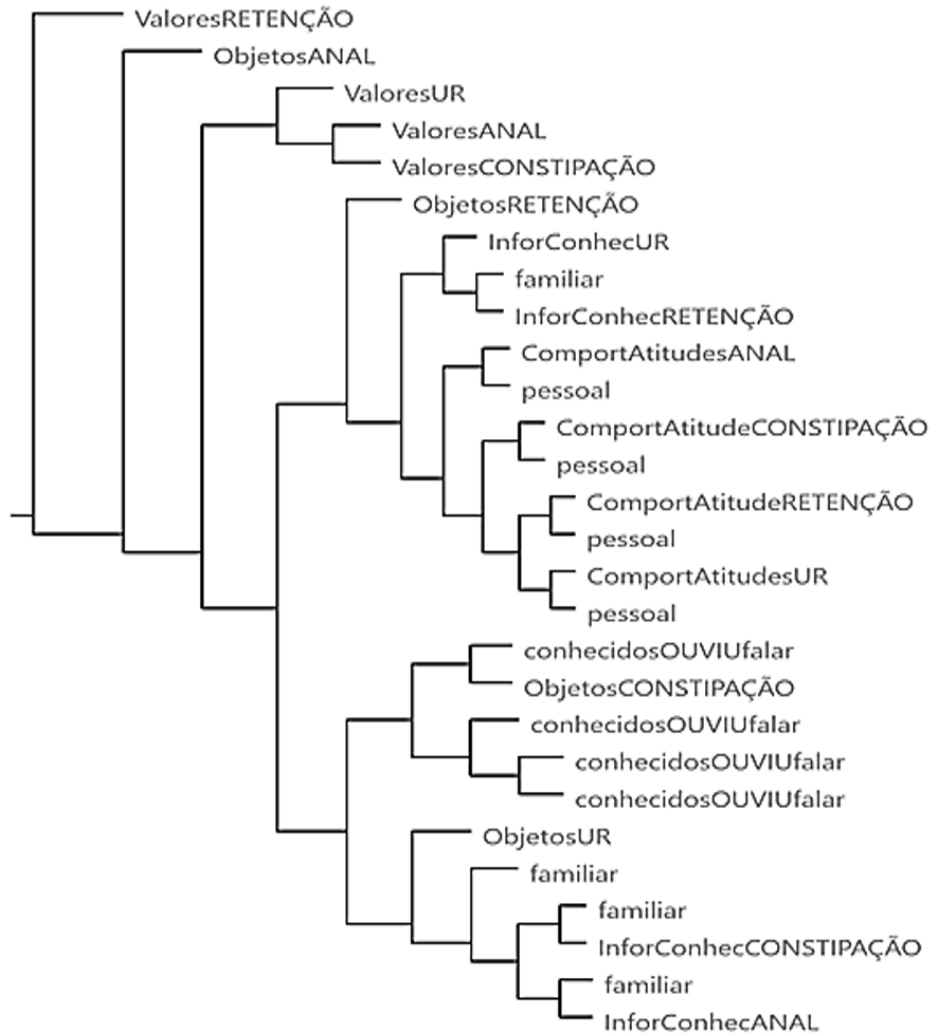 ValoresRETENÇÃO
ObjetosANAL
ValoresUR
ValoresANAL
ValoresCONSTIPAÇÃO
ObjetosRETENÇÃO
InforConhecUR
familiar
InforConhecRETENÇÃO
ComportAtitudesANAL
pessoal
ComportAtitudeCONSTIPAÇÃO
pessoal
ComportAtitudeRETENÇÃO
pessoal
ComportAtitudesUR
pessoal
conhecidosOUVIUfalar
ObjetosCONSTIPAÇÃO
conhecidosOUVIUfalar
conhecidosOUVIUfalar
conhecidosOUVIUfalar
ObjetosUR
familiar
familiar
InforConhecCONSTIPAÇÃO
familiar
InforConhecANAL